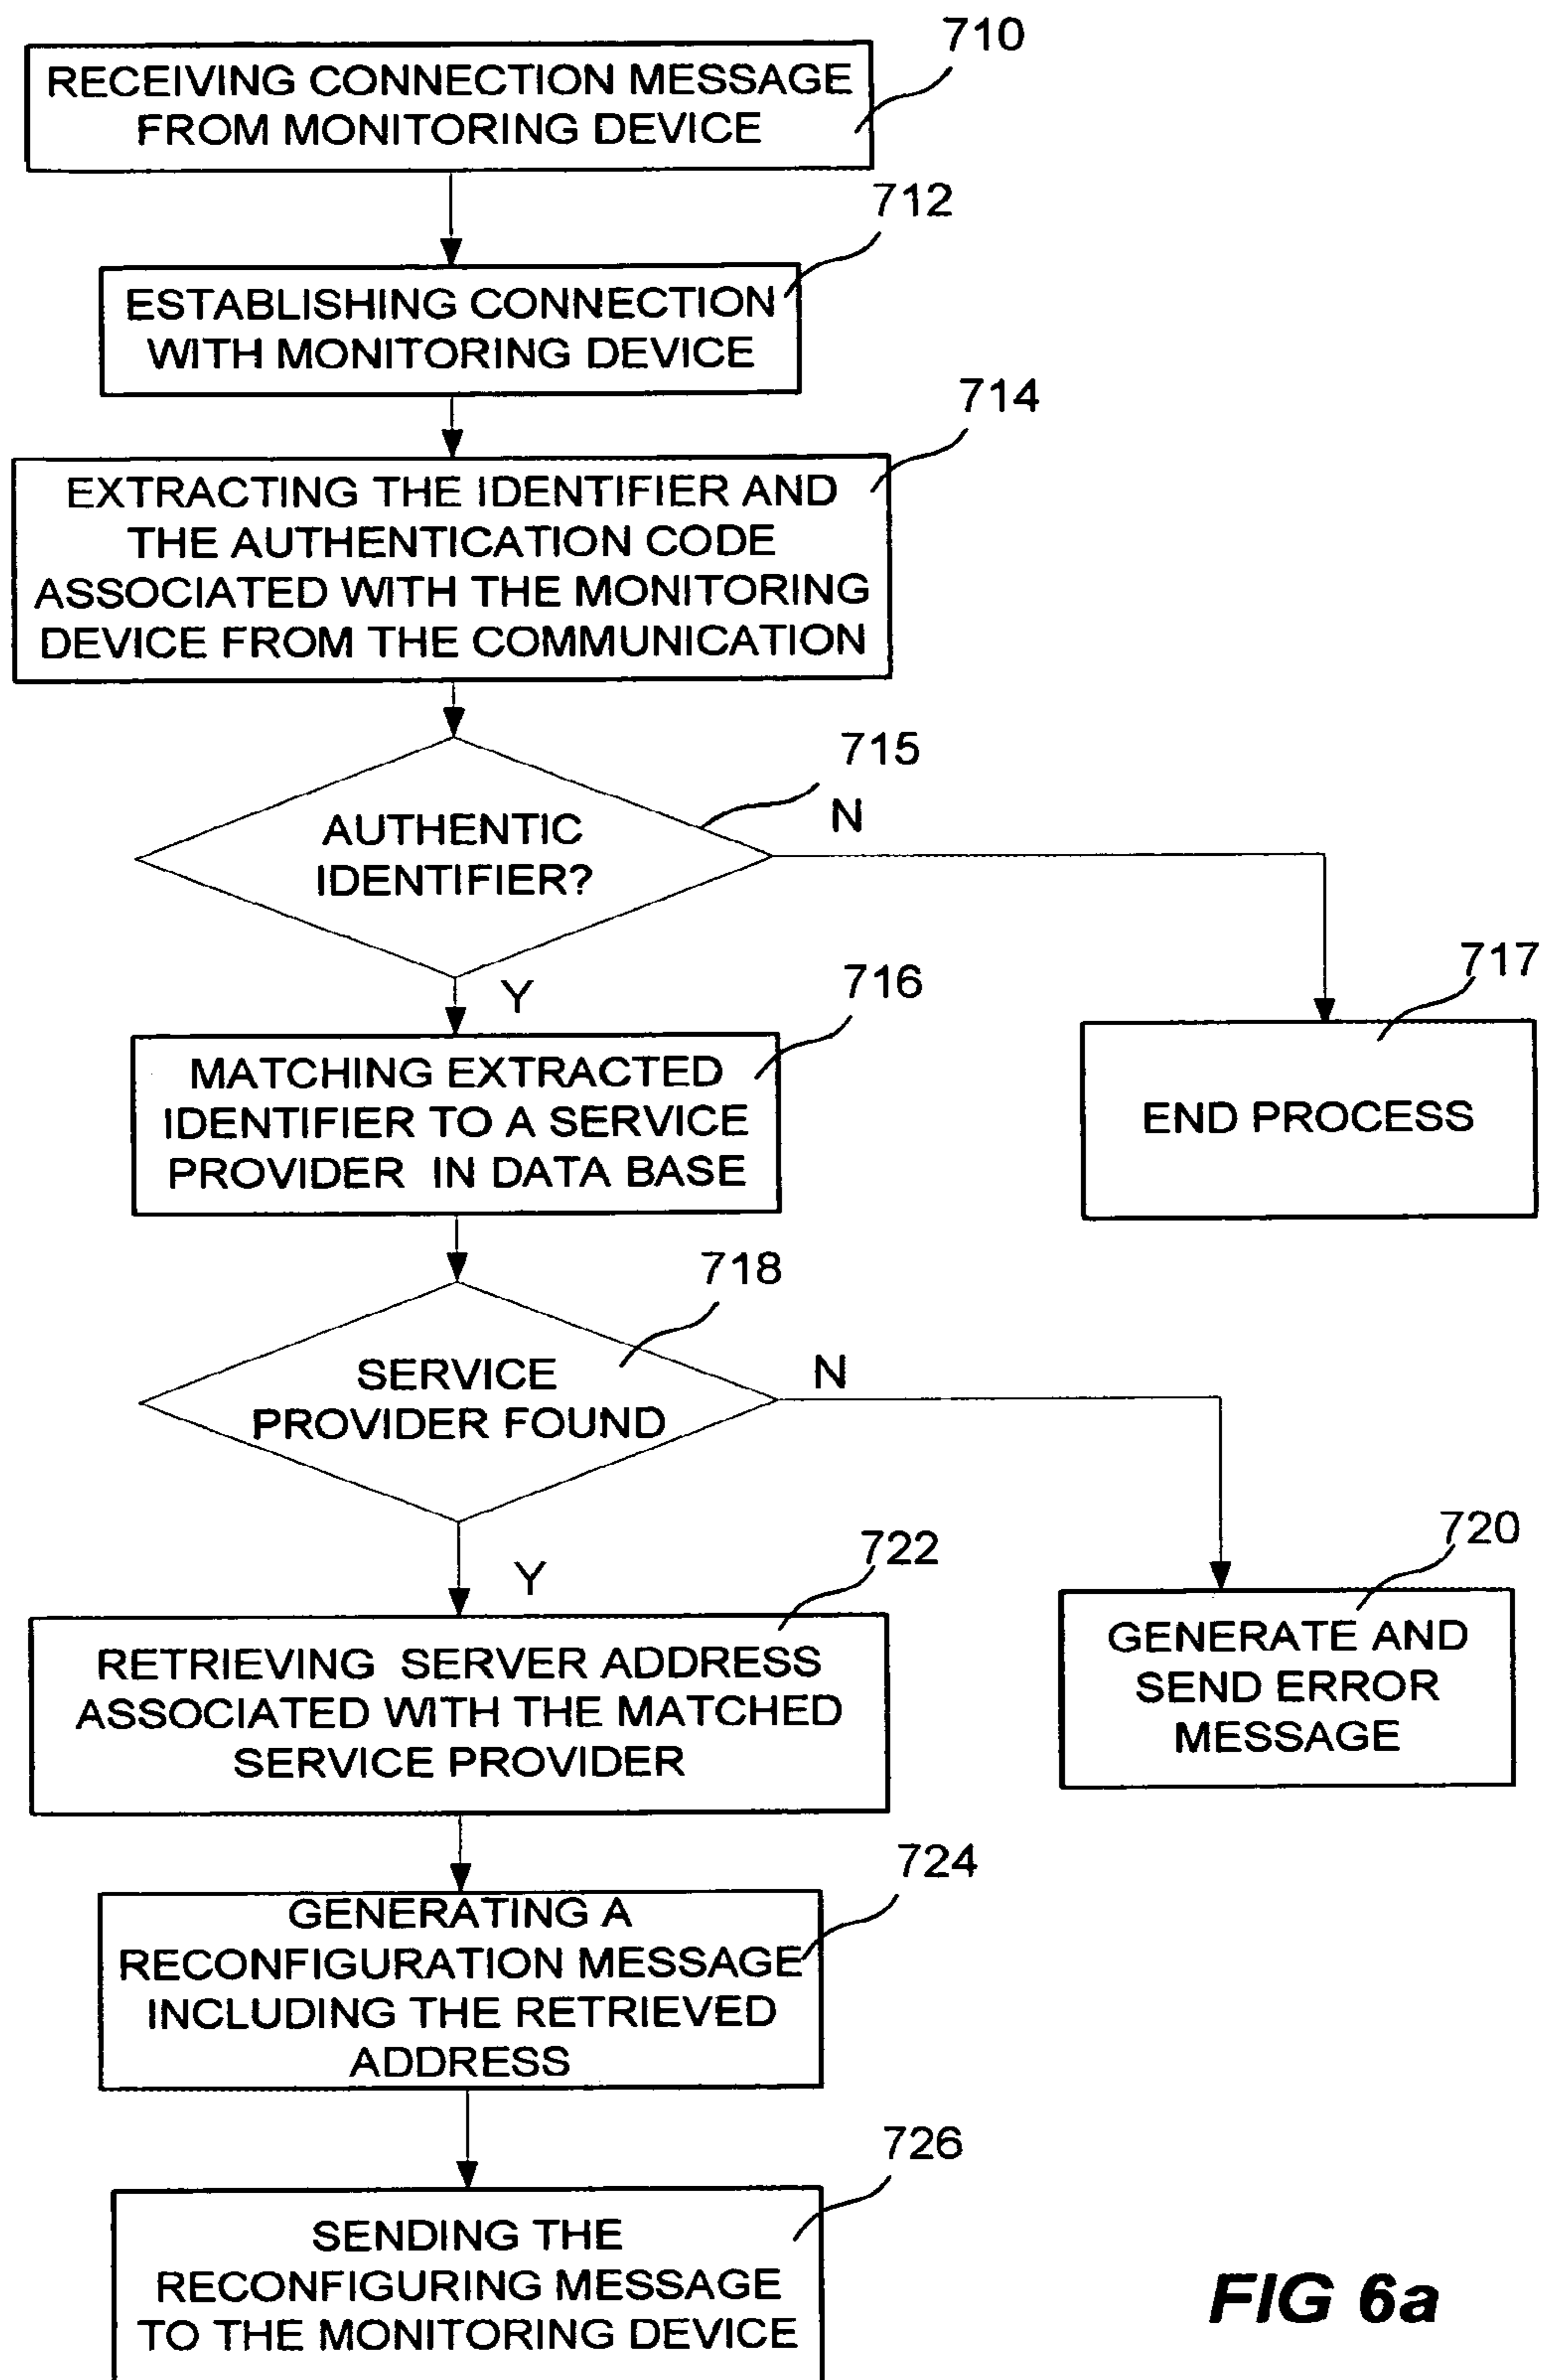 710
RECEIVING CONNECTION MESSAGE
FROM MONITORING DEVICE
712
ESTABLISHING CONNECTION
WITH MONITORING DEVICE
714
EXTRACTING THE IDENTIFIER AND
THE AUTHENTICATION CODE
ASSOCIATED WITH THE MONITORING
DEVICE FROM THE COMMUNICATION
715
AUTHENTIC
IDENTIFIER?
N
Y
717
END PROCESS
716
MATCHING EXTRACTED
IDENTIFIER TO A SERVICE
PROVIDER IN DATA BASE
718
SERVICE
PROVIDER FOUND
N
Y
720
GENERATE AND
SEND ERROR
MESSAGE
722
RETRIEVING SERVER ADDRESS
ASSOCIATED WITH THE MATCHED
SERVICE PROVIDER
724
GENERATING A
RECONFIGURATION MESSAGE
INCLUDING THE RETRIEVED
ADDRESS
726
SENDING THE
RECONFIGURING MESSAGE
TO THE MONITORING DEVICE
FIG 6a